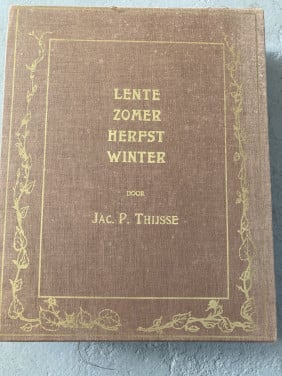 LENTE
ZOMER
HERFST
WINTER
DOOR
JAC. P. THIJSSE